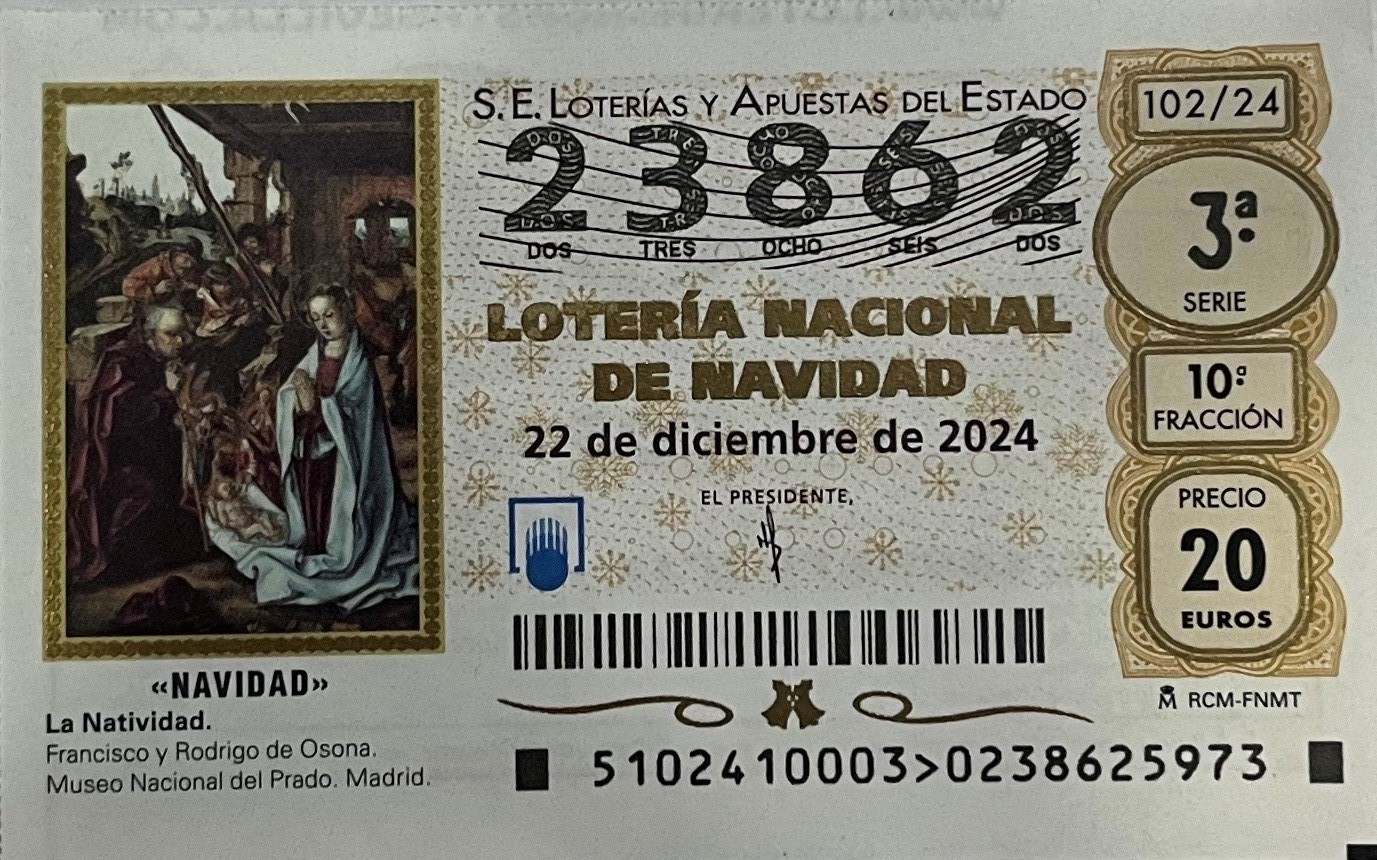 S.E. LOTERÍAS Y APUESTAS DEL ESTADO
23862
DOS TRES OCHO SEIS DOS
LOTERÍA NACIONAL
DE NAVIDAD
22 de diciembre de 2024
EL PRESIDENTE,
102/24
3ª
SERIE
10ª
FRACCIÓN
PRECIO
20
EUROS
RCM-FNMT
«NAVIDAD»
La Natividad.
Francisco y Rodrigo de Osona.
Museo Nacional del Prado. Madrid.
5102410003>0238625973